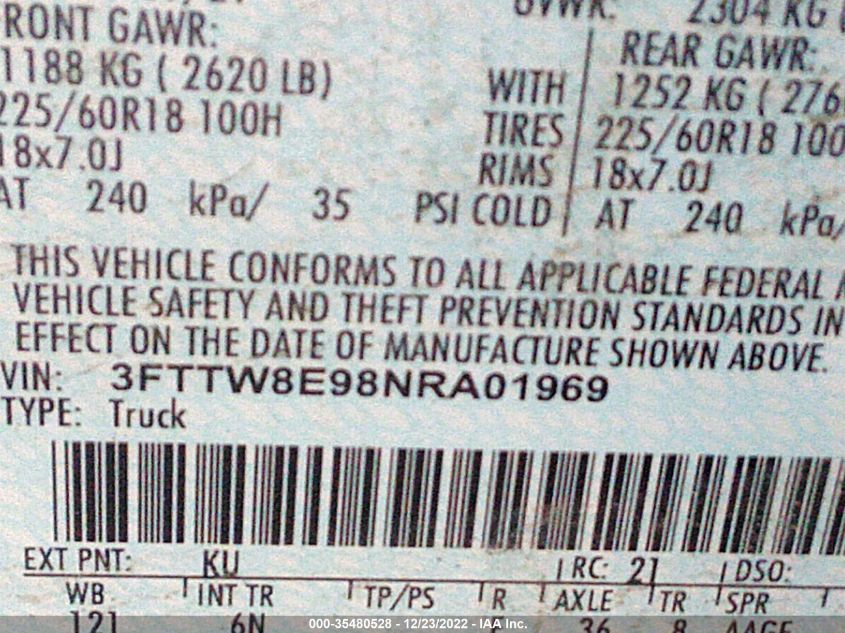 GVWR: 2304 KG (
RONT GAWR: REAR GAWR:
1188 KG ( 2620 LB) WITH 1252 KG ( 276
225/60R18 100H TIRES 225/60R18 100
18x7.0J RIMS 18x7.0J
AT 240 kPa/ 35 PSI COLD AT 240 kPa/
THIS VEHICLE CONFORMS TO ALL APPLICABLE FEDERAL
VEHICLE SAFETY AND THEFT PREVENTION STANDARDS IN
EFFECT ON THE DATE OF MANUFACTURE SHOWN ABOVE.
VIN: 3FTTW8E98NRA01969
TYPE: Truck
EXT PNT: KU RC: 21 DSO:
WB INT TR TP/PS R AXLE TR SPR
121 6N 36 8 AAGF
000-35480528 - 12/23/2022 - IAA Inc.